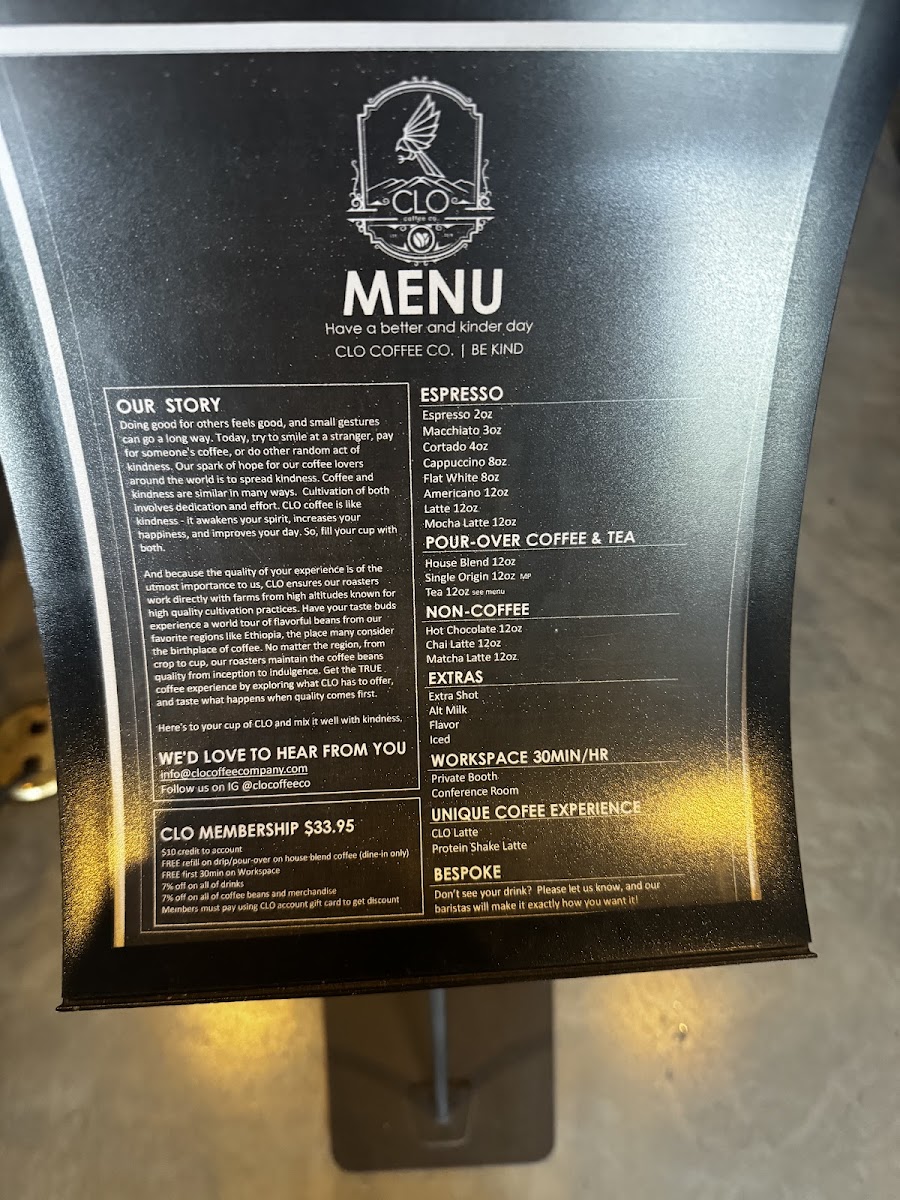 CLO
coffee co.
MENU
Have a better and kinder day
CLO COFFEE CO. | BE KIND
OUR STORY
Doing good for others feels good, and small gestures
can go a long way. Today, try to smile at a stranger, pay
for someone's coffee, or do other random act of
kindness. Our spark of hope for our coffee lovers
around the world is to spread kindness. Coffee and
kindness are similar in many ways. Cultivation of both
involves dedication and effort. CLO coffee is like
kindness - it awakens your spirit, increases your
happiness, and improves your day. So, fill your cup with
both.
And because the quality of your experience is of the
utmost importance to us, CLO ensures our roasters
work directly with farms from high altitudes known for
high quality cultivation practices. Have your taste buds
experience a world tour of flavorful beans from our
favorite regions like Ethiopia, the place many consider
the birthplace of coffee. No matter the region, from
crop to cup, our roasters maintain the coffee beans
quality from inception to indulgence. Get the TRUE
coffee experience by exploring what CLO has to offer,
and taste what happens when quality comes first.
Here's to your cup of CLO and mix it well with kindness.
WE'D LOVE TO HEAR FROM YOU
info@clocoffeecompany.com
Follow us on IG @clocoffeeco
CLO MEMBERSHIP $33.95
$10 credit to account
FREE refill on drip/pour-over on house blend coffee (dine-in only)
FREE first 30min on Workspace
7% off on all of drinks
7% off on all of coffee beans and merchandise
Members must pay using CLO account gift card to get discount
ESPRESSO
Espresso 2oz
Macchiato 3oz
Cortado 4oz
Cappuccino 8oz
Flat White 8oz
Americano 12oz
Latte 12oz
Mocha Latte 12oz
POUR-OVER COFFEE & TEA
House Blend 12oz
Single Origin 12oz MP
Tea 12oz see menu
NON-COFFEE
Hot Chocolate 12oz
Chai Latte 12oz
Matcha Latte 12oz
EXTRAS
Extra Shot
Alt Milk
Flavor
Iced
WORKSPACE 30MIN/HR
Private Booth
Conference Room
UNIQUE COFEE EXPERIENCE
CLO Latte
Protein Shake Latte
BESPOKE
Don't see your drink? Please let us know, and our
baristas will make it exactly how you want it!